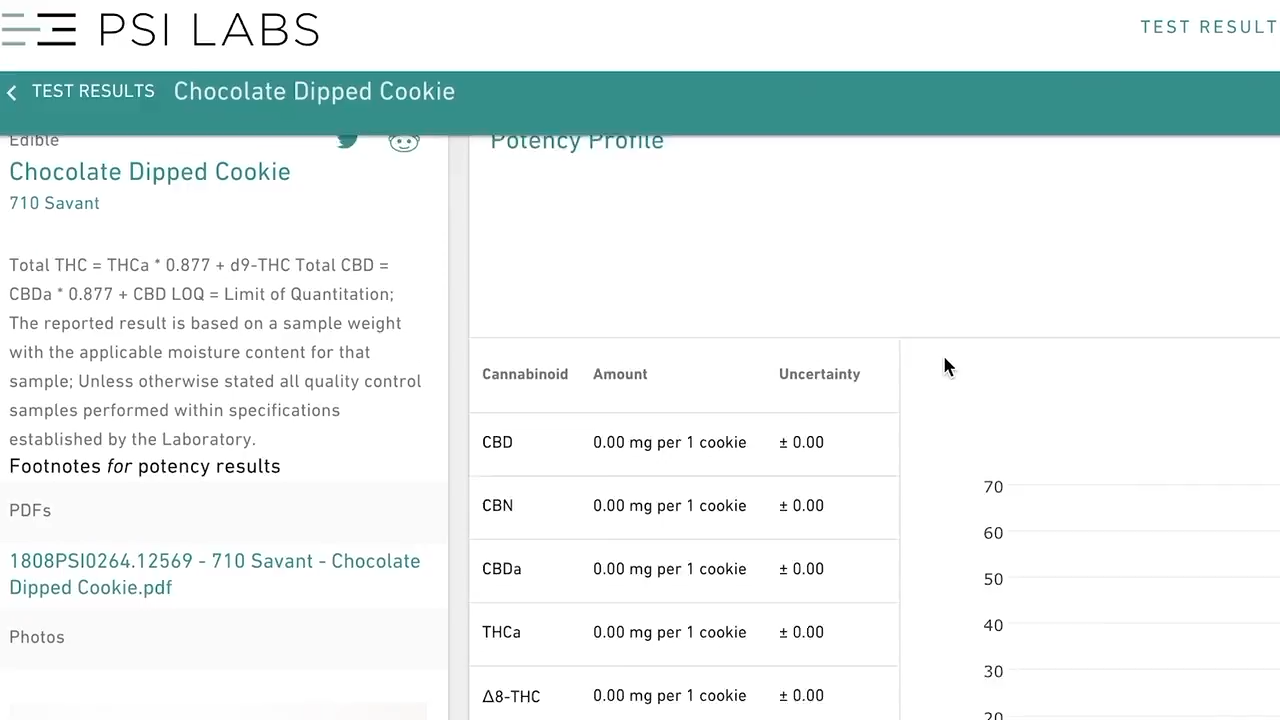 PSI LABS
TEST RESULT
TEST RESULTS Chocolate Dipped Cookie
Edible
Chocolate Dipped Cookie
710 Savant
Total THC = THCa * 0.877 + d9-THC Total CBD =
CBDa * 0.877 + CBD LOQ = Limit of Quantitation;
The reported result is based on a sample weight
with the applicable moisture content for that
sample; Unless otherwise stated all quality control
samples performed within specifications
established by the Laboratory.
Footnotes for potency results
PDFs
1808PSI0264.12569 - 710 Savant - Chocolate
Dipped Cookie.pdf
Photos
Potency Profile
Cannabinoid Amount Uncertainty
CBD 0.00 mg per 1 cookie ± 0.00
CBN 0.00 mg per 1 cookie ± 0.00
CBDa 0.00 mg per 1 cookie ± 0.00
THCa 0.00 mg per 1 cookie ± 0.00
Δ8-THC 0.00 mg per 1 cookie ± 0.00
70
60
50
40
30
20